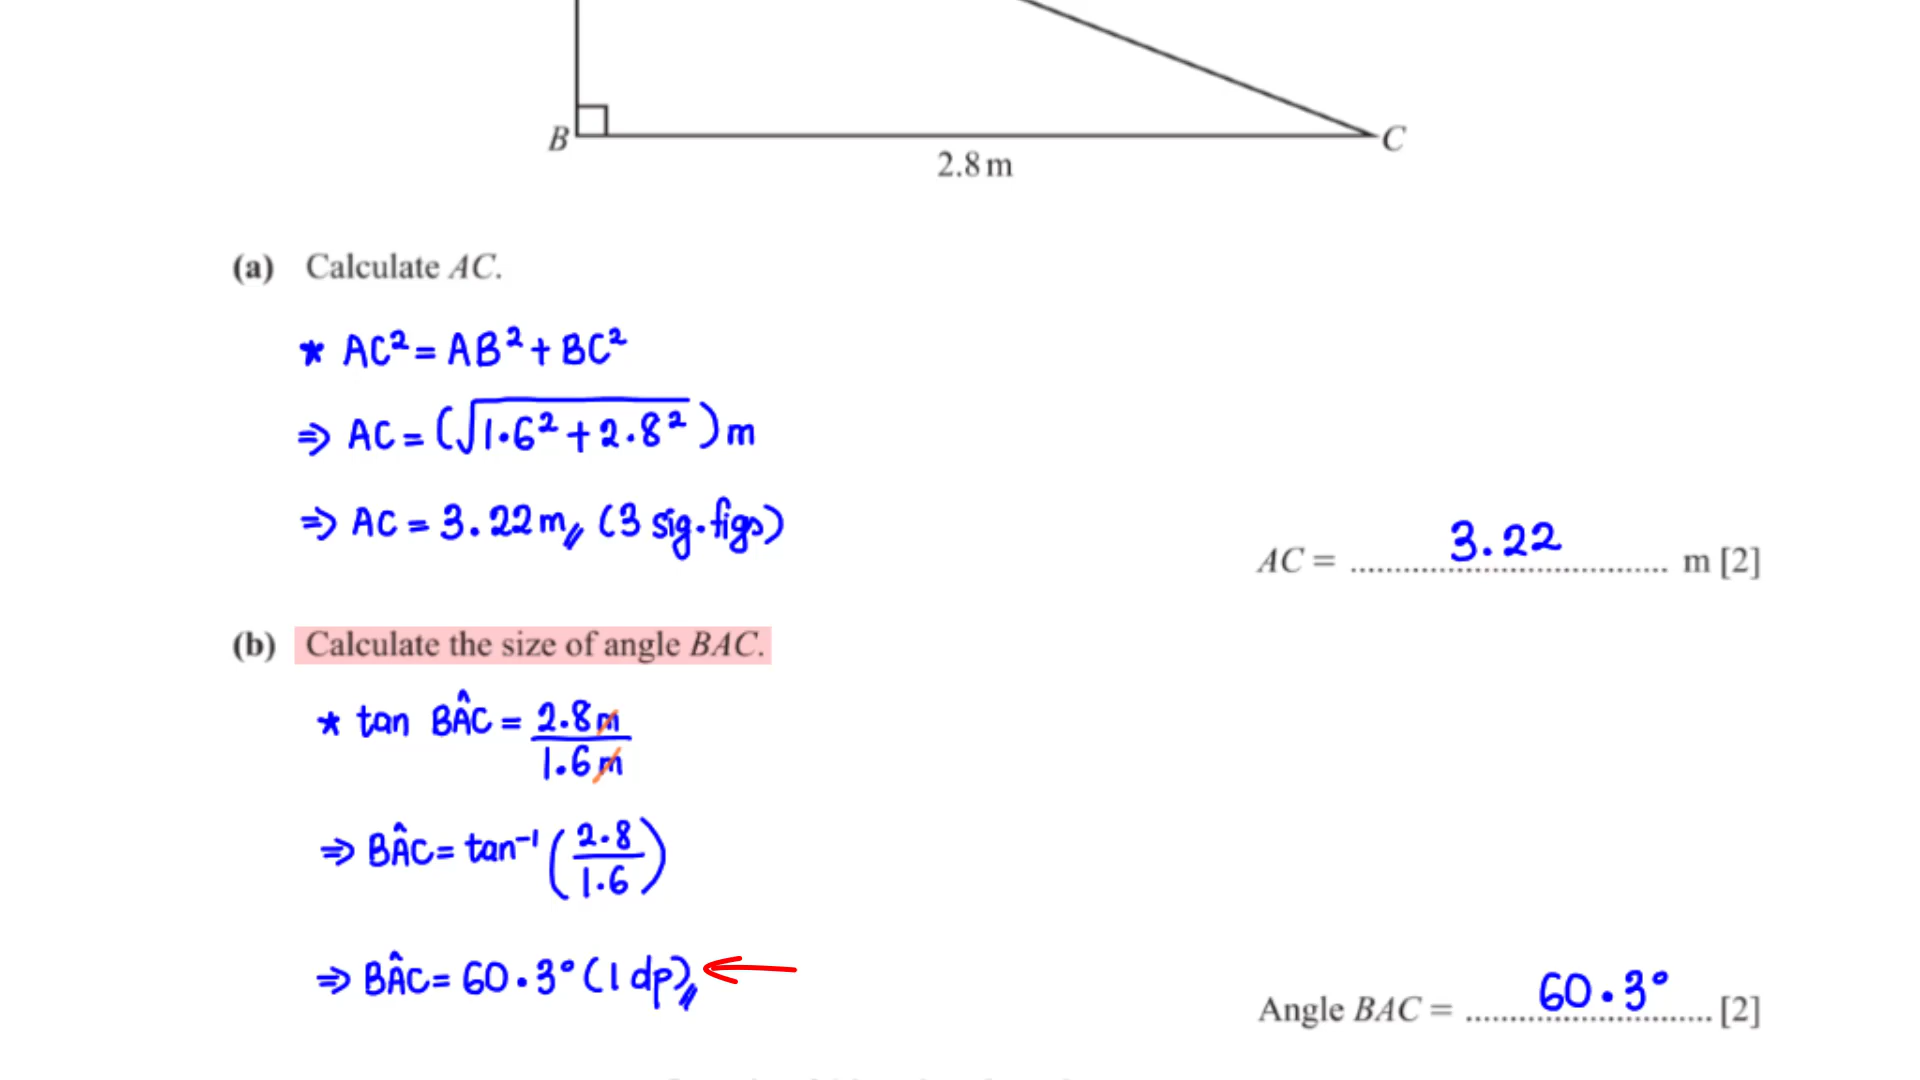 B
C
2.8 m
(a) Calculate AC.
* AC² = AB² + BC²
⇒ AC = (√1.6² + 2.8²) m
⇒ AC = 3.22 m (3 sig. figs)
AC = 3.22 m [2]
(b) Calculate the size of angle BAC.
* tan BÂC = 2.8 m
1.6 m
⇒ BÂC = tan⁻¹ (2.8
1.6)
⇒ BÂC = 60.3° (1 dp)
Angle BAC = 60.3° [2]